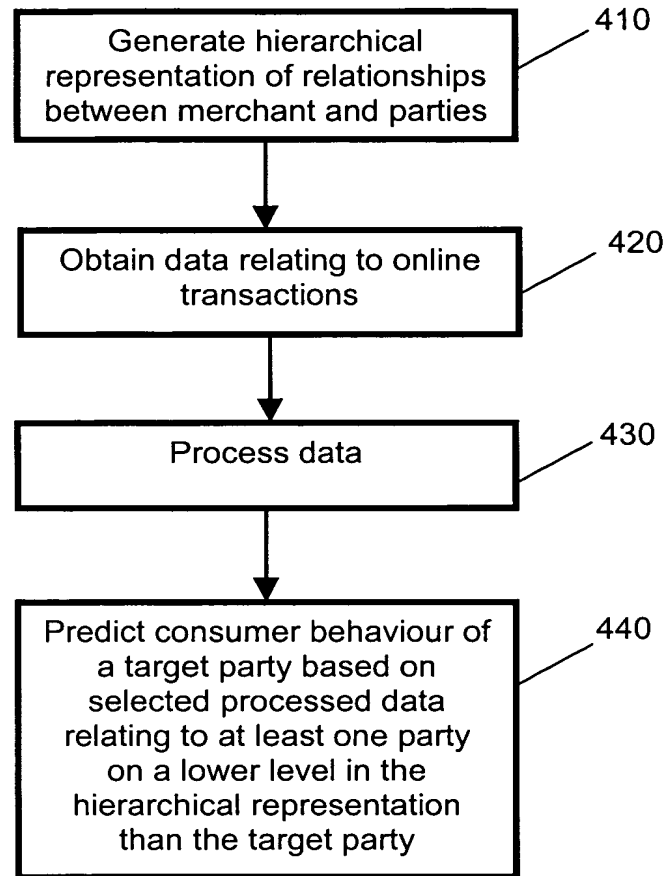 Generate hierarchical
representation of relationships
between merchant and parties
410
Obtain data relating to online
transactions
420
Process data
430
Predict consumer behaviour of
a target party based on
selected processed data
relating to at least one party
on a lower level in the
hierarchical representation
than the target party
440